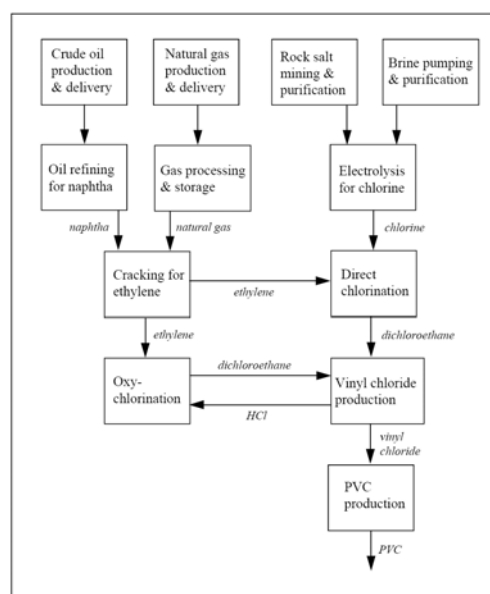 Crude oil
production
& delivery
Natural gas
production
& delivery
Rock salt
mining &
purification
Brine pumping
& purification
Oil refining
for naphtha
Gas processing
& storage
Electrolysis
for chlorine
naphtha
natural gas
chlorine
Cracking for
ethylene
ethylene
Direct
chlorination
ethylene
dichloroethane
Oxy-
chlorination
dichloroethane
HCl
Vinyl chloride
production
vinyl
chloride
PVC
production
PVC